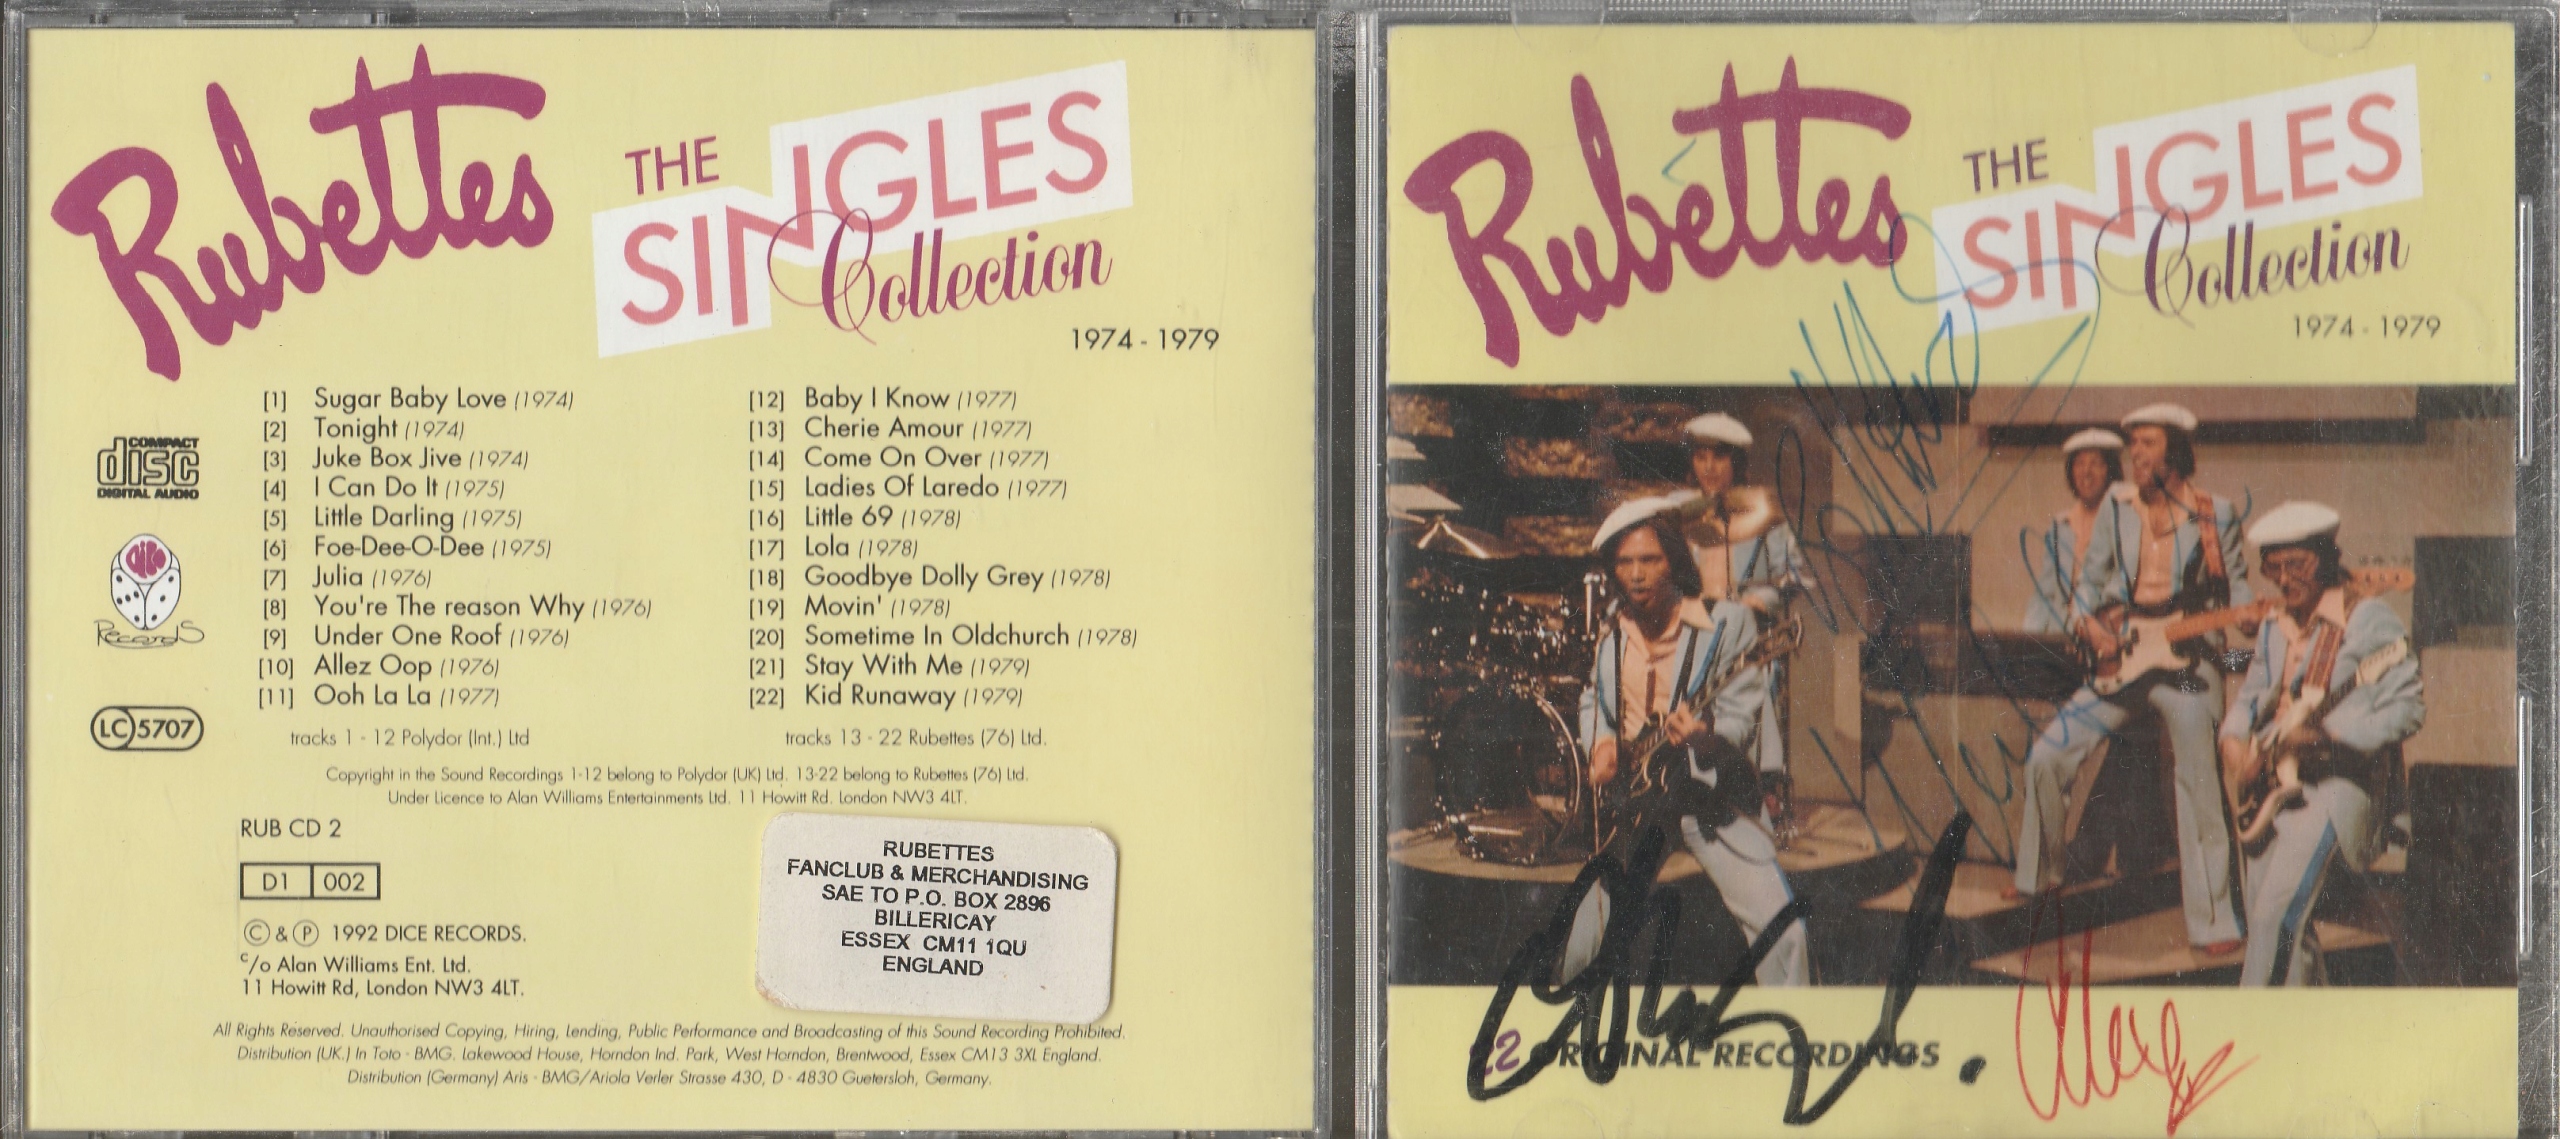 Rubettes
THE
SINGLES
Collection
1974 - 1979
[1] Sugar Baby Love (1974)
[2] Tonight (1974)
[3] Juke Box Jive (1974)
[4] I Can Do It (1975)
[5] Little Darling (1975)
[6] Foe-Dee-O-Dee (1975)
[7] Julia (1976)
[8] You're The reason Why (1976)
[9] Under One Roof (1976)
[10] Allez Oop (1976)
[11] Ooh La La (1977)
tracks 1 - 12 Polydor (Int.) Ltd
[12] Baby I Know (1977)
[13] Cherie Amour (1977)
[14] Come On Over (1977)
[15] Ladies Of Laredo (1977)
[16] Little 69 (1978)
[17] Lola (1978)
[18] Goodbye Dolly Grey (1978)
[19] Movin' (1978)
[20] Sometime In Oldchurch (1978)
[21] Stay With Me (1979)
[22] Kid Runaway (1979)
tracks 13 - 22 Rubettes (76) Ltd.
COMPACT
disc
DIGITAL AUDIO
Dice
Records
LC 5707
Copyright in the Sound Recordings 1-12 belong to Polydor (UK) Ltd. 13-22 belong to Rubettes (76) Ltd.
Under Licence to Alan Williams Entertainments Ltd. 11 Howitt Rd. London NW3 4LT.
RUB CD 2
D1 002
© & ℗ 1992 DICE RECORDS.
c/o Alan Williams Ent. Ltd.
11 Howitt Rd, London NW3 4LT.
RUBETTES
FANCLUB & MERCHANDISING
SAE TO P.O. BOX 2896
BILLERICAY
ESSEX CM11 1QU
ENGLAND
All Rights Reserved. Unauthorised Copying, Hiring, Lending, Public Performance and Broadcasting of this Sound Recording Prohibited.
Distribution (UK.) In Toto - BMG. Lakewood House, Horndon Ind. Park, West Horndon, Brentwood, Essex CM13 3XL England.
Distribution (Germany) Aris - BMG/Ariola Verler Strasse 430, D - 4830 Guetersloh, Germany.
Rubettes
THE
SINGLES
Collection
1974 - 1979
22 ORIGINAL RECORDINGS